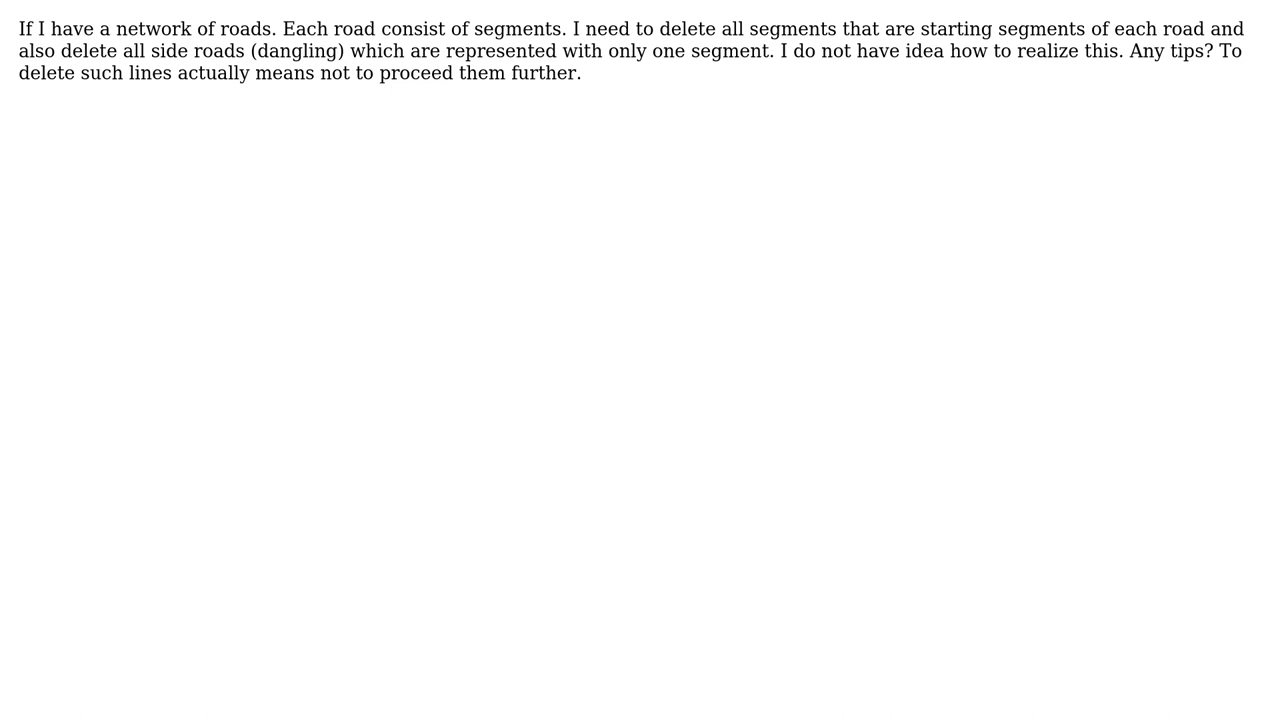 If I have a network of roads. Each road consist of segments. I need to delete all segments that are starting segments of each road and
also delete all side roads (dangling) which are represented with only one segment. I do not have idea how to realize this. Any tips? To
delete such lines actually means not to proceed them further.